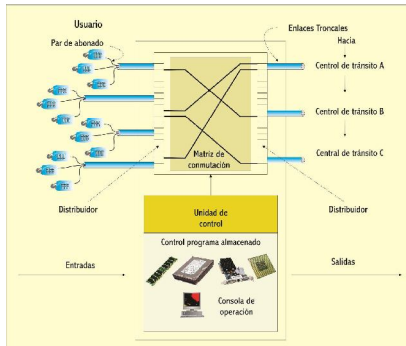 Usuario
Enlaces Troncales
Hacia
Par de abonado
Central de tránsito A
Central de tránsito B
Matriz de
conmutación
Central de tránsito C
Distribuidor
Distribuidor
Unidad de
control
Control programa almacenado
Entradas
Salidas
Consola de
operación